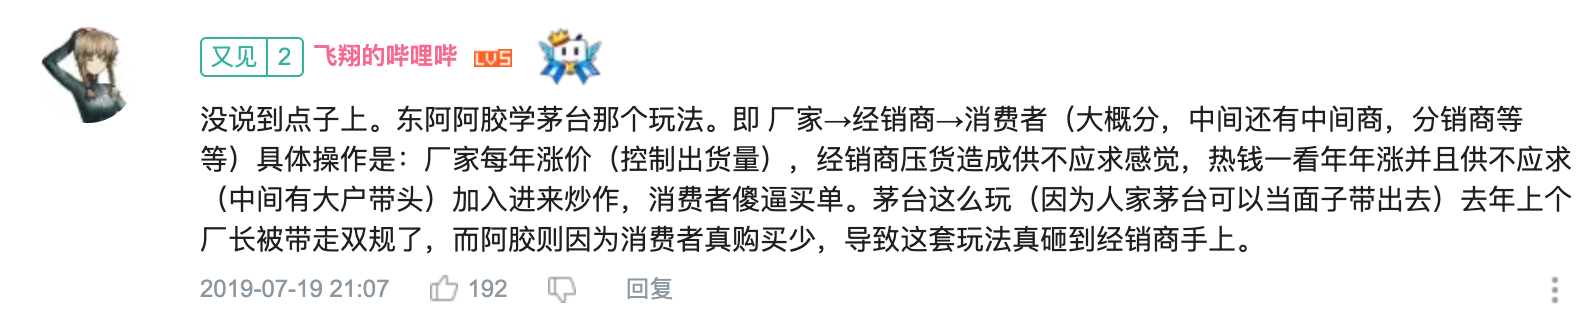 又见 2 飞翔的哔哩哔 LV5
没说到点子上。东阿阿胶学茅台那个玩法。即 厂家→经销商→消费者（大概分，中间还有中间商，分销商等
等）具体操作是：厂家每年涨价（控制出货量），经销商压货造成供不应求感觉，热钱一看年年涨并且供不应求
（中间有大户带头）加入进来炒作，消费者傻逼买单。茅台这么玩（因为人家茅台可以当面子带出去）去年上个
厂长被带走双规了，而阿胶则因为消费者真购买少，导致这套玩法真砸到经销商手上。
2019-07-19 21:07 192 回复